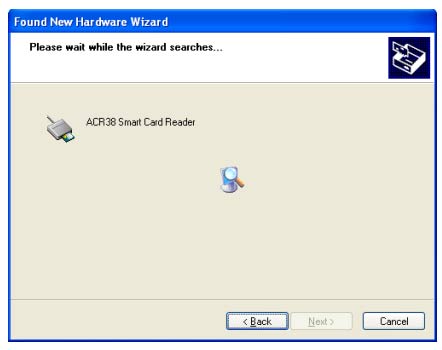 Found New Hardware Wizard
Please wait while the wizard searches...
ACR38 Smart Card Reader
< Back Next > Cancel